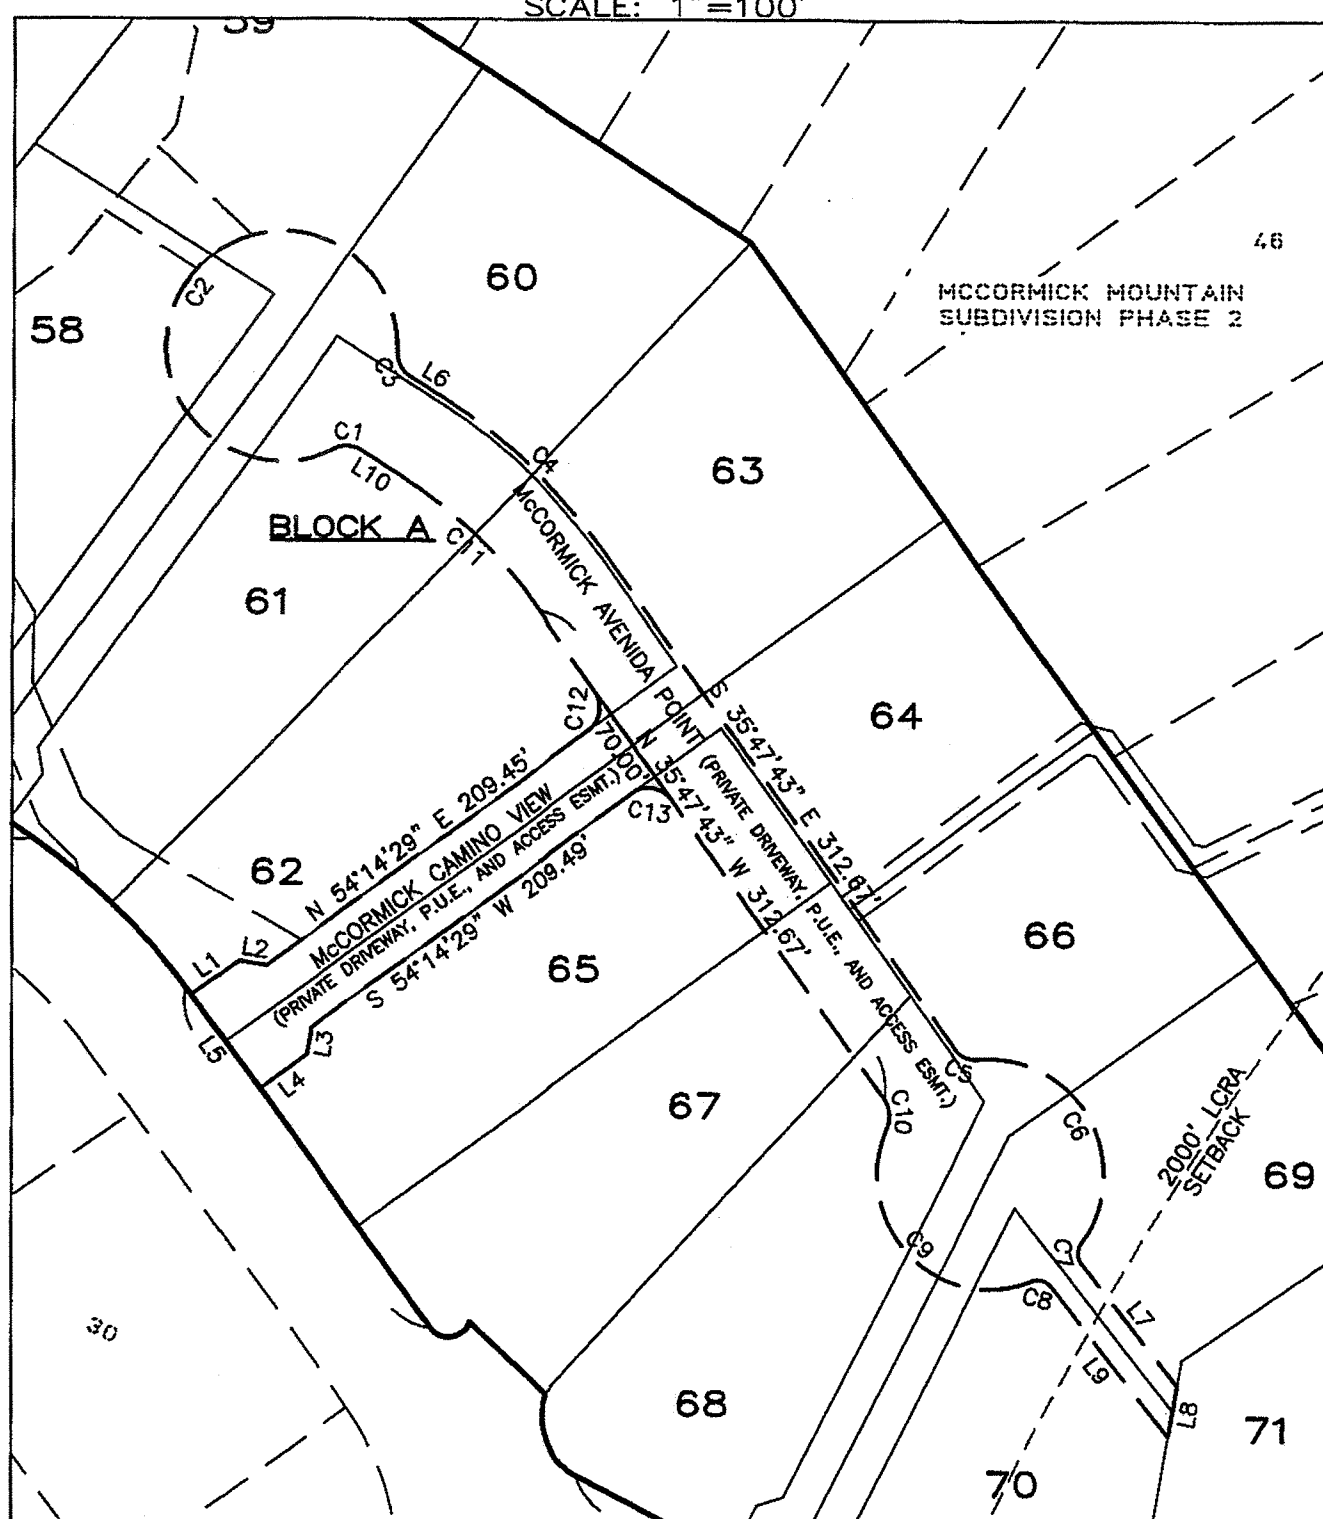 SCALE: 1"=100'
59
46
60
MCCORMICK MOUNTAIN
SUBDIVISION PHASE 2
58
C2
C3
L6
C1
L10
C4
63
BLOCK A
C11
61
McCORMICK AVENIDA POINT
(PRIVATE DRIVEWAY, P.U.E., AND ACCESS ESMT.)
S 35°47'43" E 312.67'
64
C12
70.00'
N 35°47'43" W 312.67'
C13
62
N 54°14'29" E 209.45'
McCORMICK CAMINO VIEW
(PRIVATE DRIVEWAY, P.U.E., AND ACCESS ESMT.)
S 54°14'29" W 209.49'
L1
L2
65
66
L5
L3
L4
C5
67
C10
C6
2000' LCRA
SETBACK
69
C9
C7
C8
L7
30
L9
68
L8
71
70